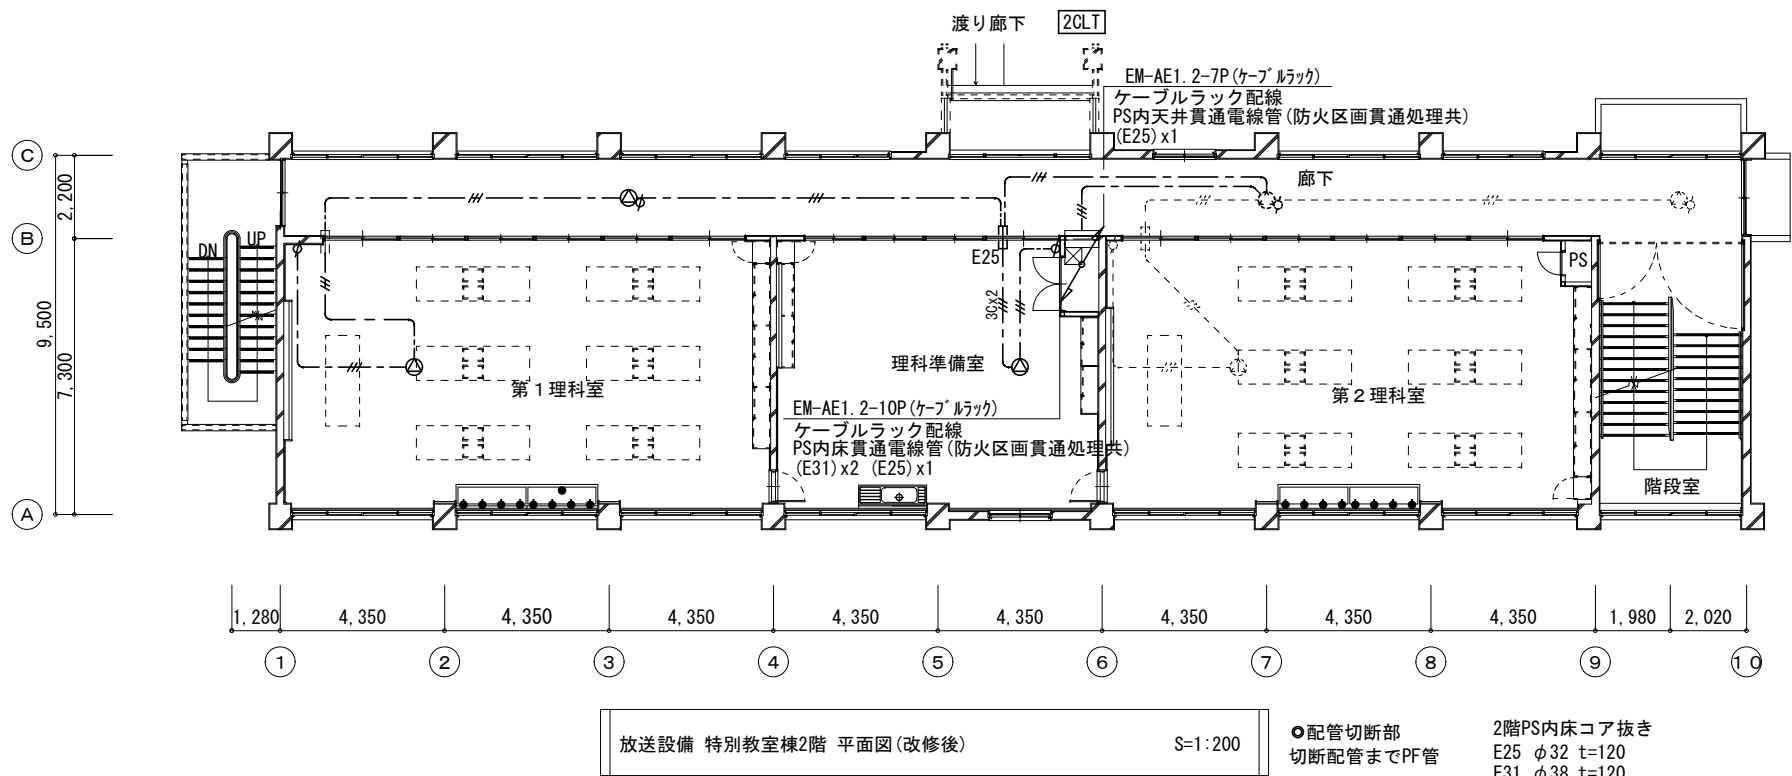 渡り廊下
2CLT
EM-AE1.2-7P(ケーブルラック)
ケーブルラック配線
PS内天井貫通電線管(防火区画貫通処理共)
(E25)x1
C
2,200
廊下
B
DN
UP
E25
PS
9,500
7,300
3Cx2
理科準備室
第1理科室
第2理科室
EM-AE1.2-10P(ケーブルラック)
ケーブルラック配線
PS内床貫通電線管(防火区画貫通処理共)
(E31)x2 (E25)x1
階段室
A
1,280 4,350 4,350 4,350 4,350 4,350 4,350 4,350 4,350 1,980 2,020
1 2 3 4 5 6 7 8 9 10
放送設備 特別教室棟2階 平面図(改修後) S=1:200
配管切断部
切断配管までPF管
2階PS内床コア抜き
E25 φ32 t=120
E31 φ38 t=120